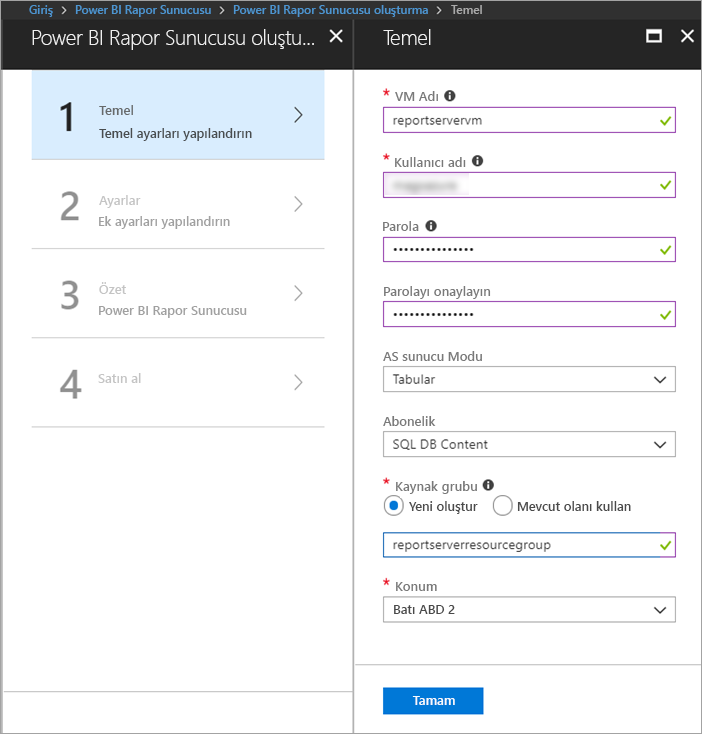 Giriş > Power BI Rapor Sunucusu > Power BI Rapor Sunucusu oluşturma > Temel
Power BI Rapor Sunucusu oluştu...
1
Temel
Temel ayarları yapılandırın
2
Ayarlar
Ek ayarları yapılandırın
3
Özet
Power BI Rapor Sunucusu
4
Satın al
Temel
* VM Adı
reportservervm
* Kullanıcı adı
Parola
•••••••••••••••
Parolayı onaylayın
•••••••••••••••
AS sunucu Modu
Tabular
Abonelik
SQL DB Content
* Kaynak grubu
Yeni oluştur Mevcut olanı kullan
reportserverresourcegroup
* Konum
Batı ABD 2
Tamam